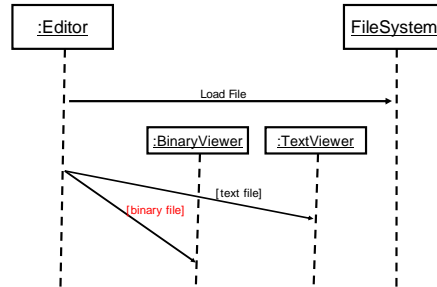 :Editor
FileSystem
Load File
:BinaryViewer
:TextViewer
[text file]
[binary file]